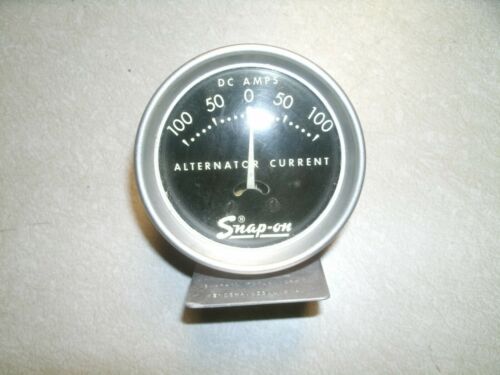 DC AMPS
100 50 0 50 100
ALTERNATOR CURRENT
Snap-on ®